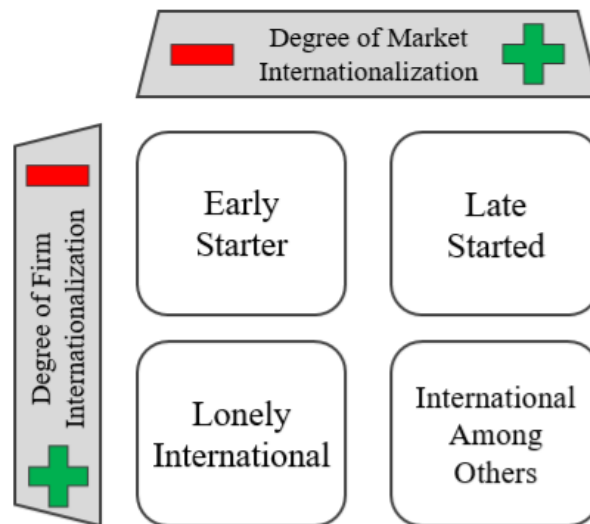 Degree of Market
Internationalization
Degree of Firm
Internationalization
Early
Starter
Late
Started
Lonely
International
International
Among
Others